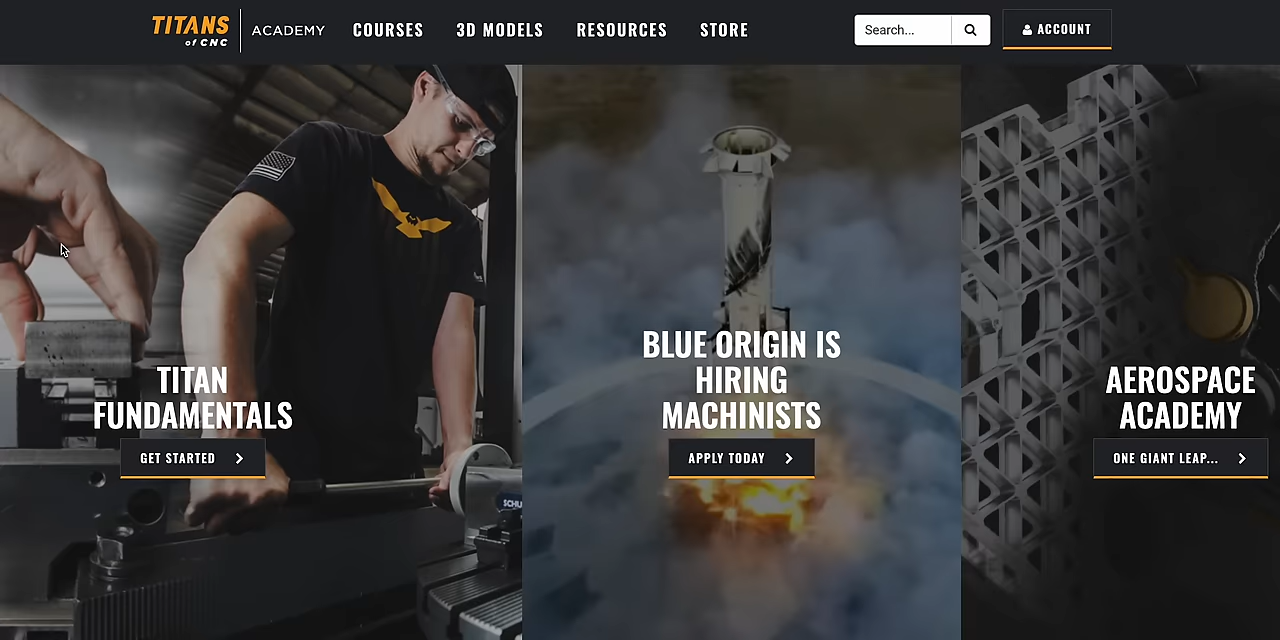 TITANS
of CNC
ACADEMY
COURSES
3D MODELS
RESOURCES
STORE
Search...
ACCOUNT
TITAN
FUNDAMENTALS
GET STARTED
BLUE ORIGIN IS
HIRING
MACHINISTS
APPLY TODAY
AEROSPACE
ACADEMY
ONE GIANT LEAP...